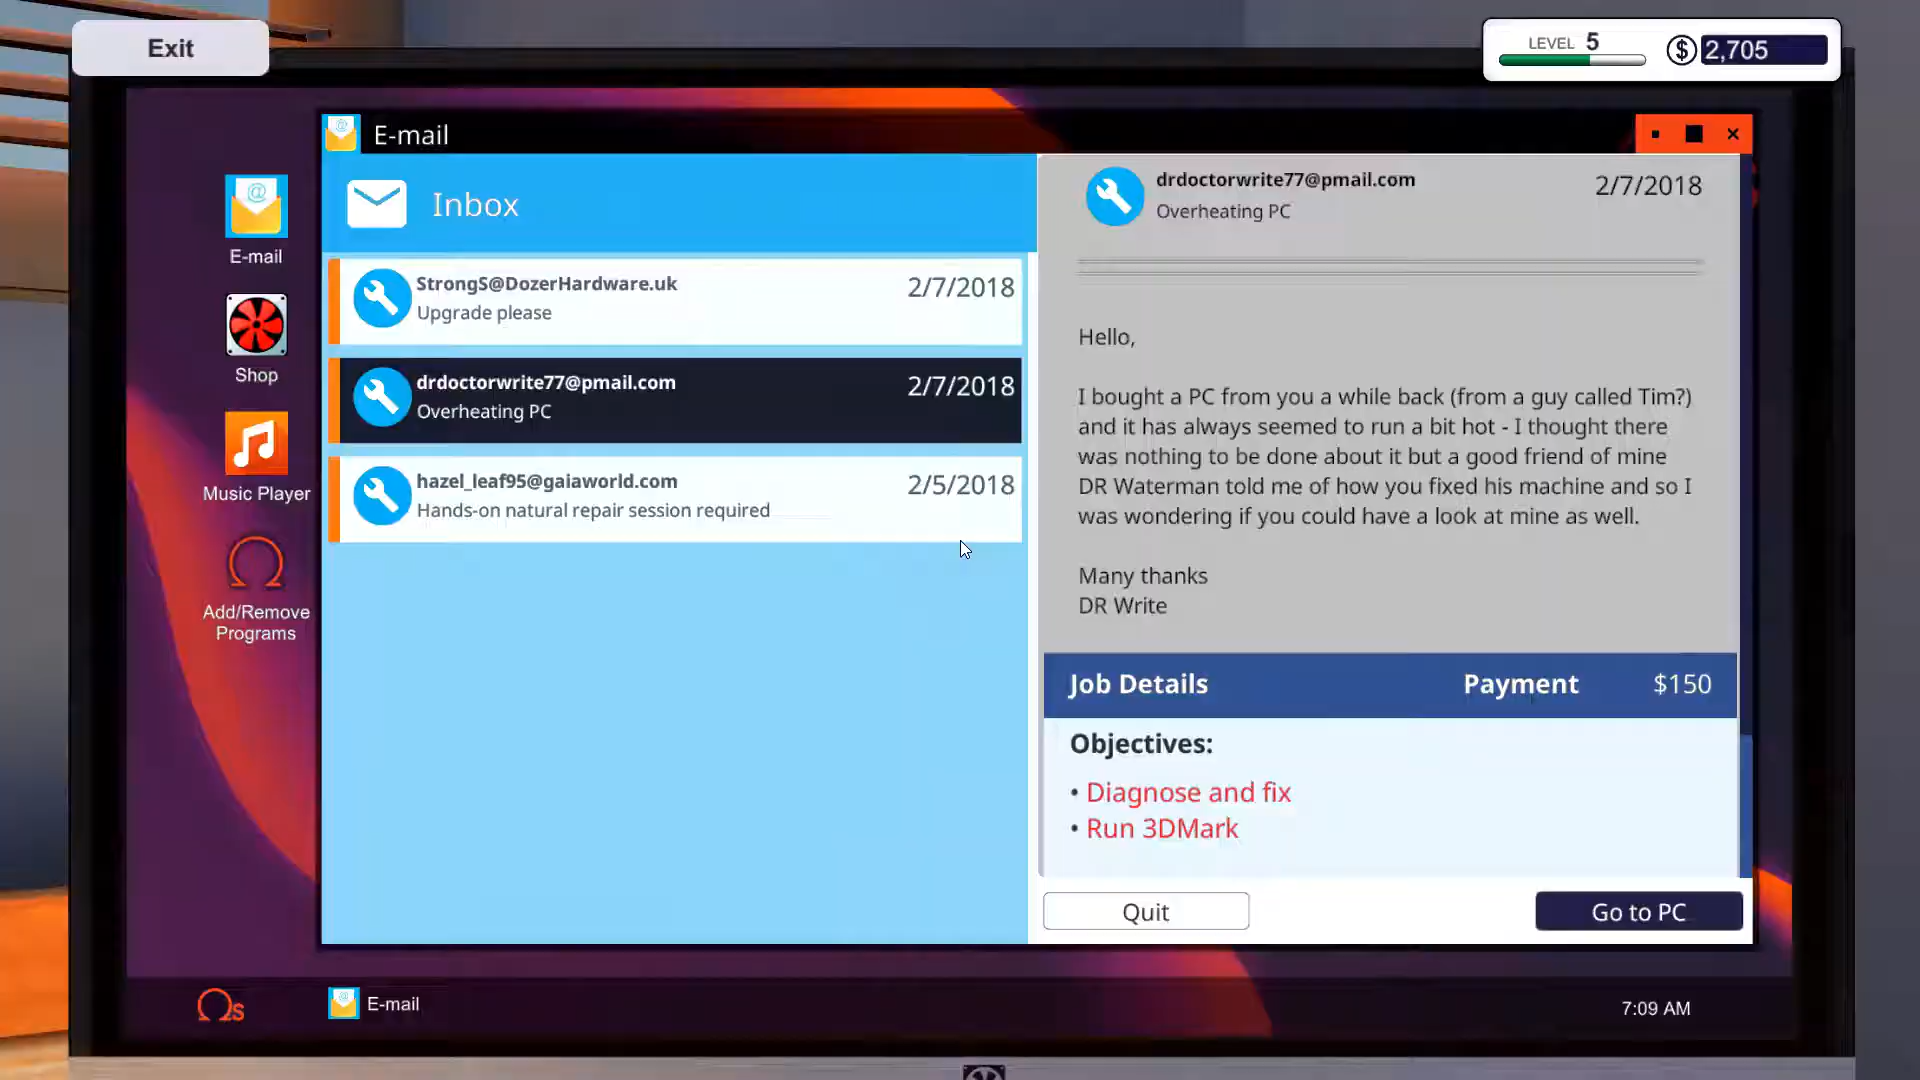 Exit
LEVEL 5
$ 2,705
E-mail
Inbox
StrongS@DozerHardware.uk
2/7/2018
Upgrade please
drdoctorwrite77@pmail.com
2/7/2018
Overheating PC
hazel_leaf95@gaiaworld.com
2/5/2018
Hands-on natural repair session required
E-mail
Shop
Music Player
Add/Remove
Programs
drdoctorwrite77@pmail.com
2/7/2018
Overheating PC
Hello,
I bought a PC from you a while back (from a guy called Tim?)
and it has always seemed to run a bit hot - I thought there
was nothing to be done about it but a good friend of mine
DR Waterman told me of how you fixed his machine and so I
was wondering if you could have a look at mine as well.
Many thanks
DR Write
Job Details Payment $150
Objectives:
• Diagnose and fix
• Run 3DMark
Quit
Go to PC
Ωs
E-mail
7:09 AM